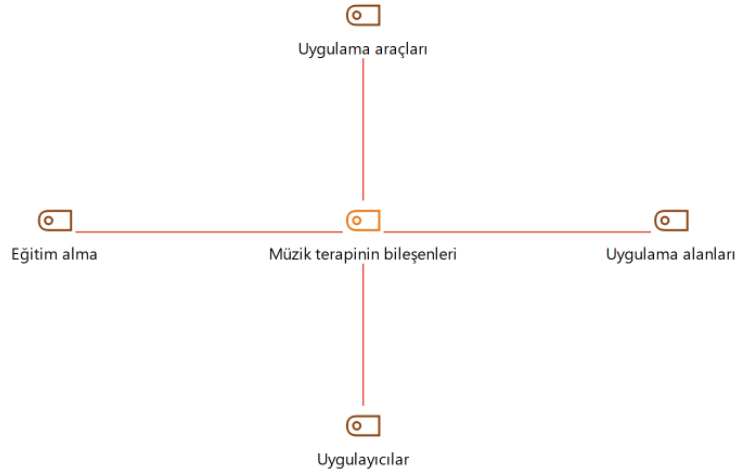 Uygulama araçları
Eğitim alma
Müzik terapinin bileşenleri
Uygulama alanları
Uygulayıcılar